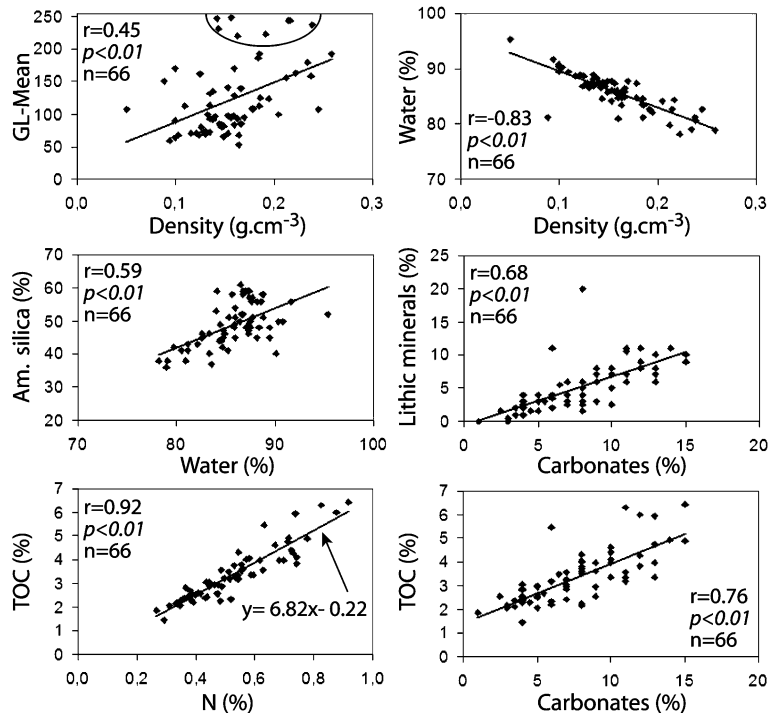 r=0.45
p<0.01
n=66
250
200
150
100
50
0
GL-Mean
0,0
0,1
0,2
0,3
Density (g.cm-3)
100
90
80
70
Water (%)
r=-0.83
p<0.01
n=66
0,0
0,1
0,2
0,3
Density (g.cm-3)
70
60
50
40
30
20
Am. silica (%)
r=0.59
p<0.01
n=66
70
80
90
100
Water (%)
25
20
15
10
5
0
Lithic minerals (%)
r=0.68
p<0.01
n=66
0
5
10
15
20
Carbonates (%)
7
6
5
4
3
2
1
0
TOC (%)
r=0.92
p<0.01
n=66
y= 6.82x- 0.22
0,0
0,2
0,4
0,6
0,8
1,0
N (%)
7
6
5
4
3
2
1
0
TOC (%)
r=0.76
p<0.01
n=66
0
5
10
15
20
Carbonates (%)